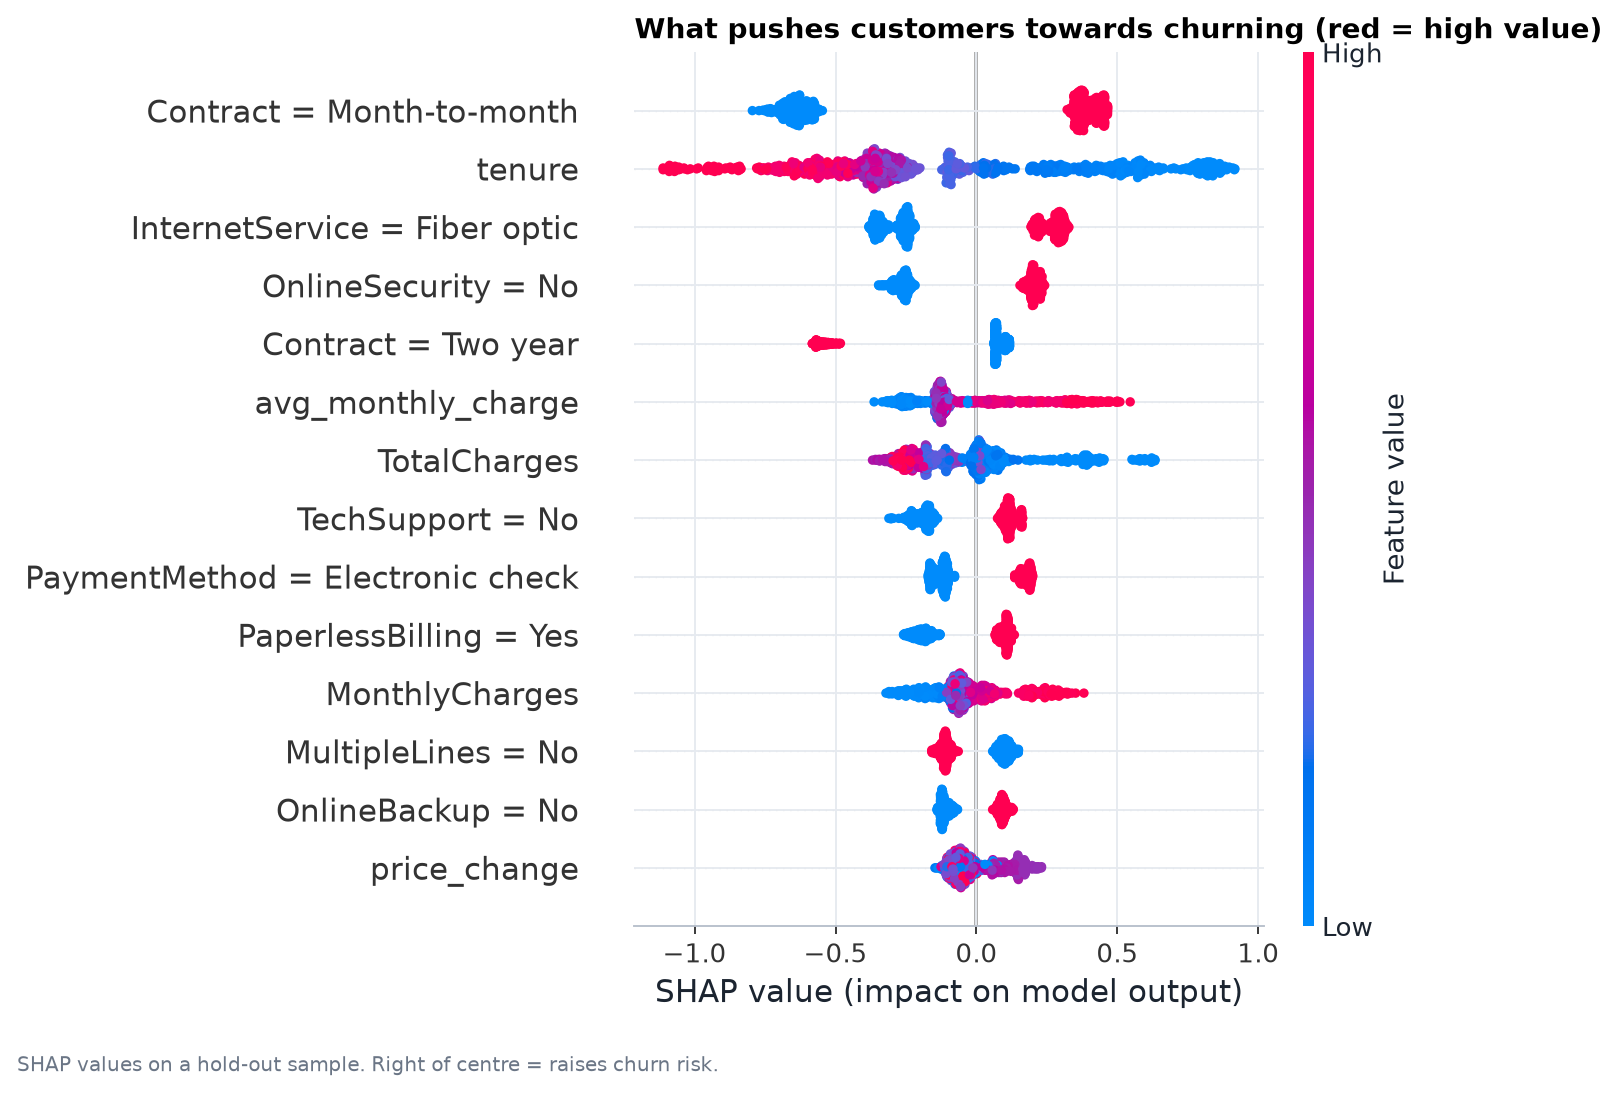 What pushes customers towards churning (red = high value)
High
Contract = Month-to-month
tenure
InternetService = Fiber optic
OnlineSecurity = No
Contract = Two year
avg_monthly_charge
TotalCharges
TechSupport = No
PaymentMethod = Electronic check
PaperlessBilling = Yes
MonthlyCharges
MultipleLines = No
OnlineBackup = No
price_change
Feature value
Low
−1.0 −0.5 0.0 0.5 1.0
SHAP value (impact on model output)
SHAP values on a hold-out sample. Right of centre = raises churn risk.